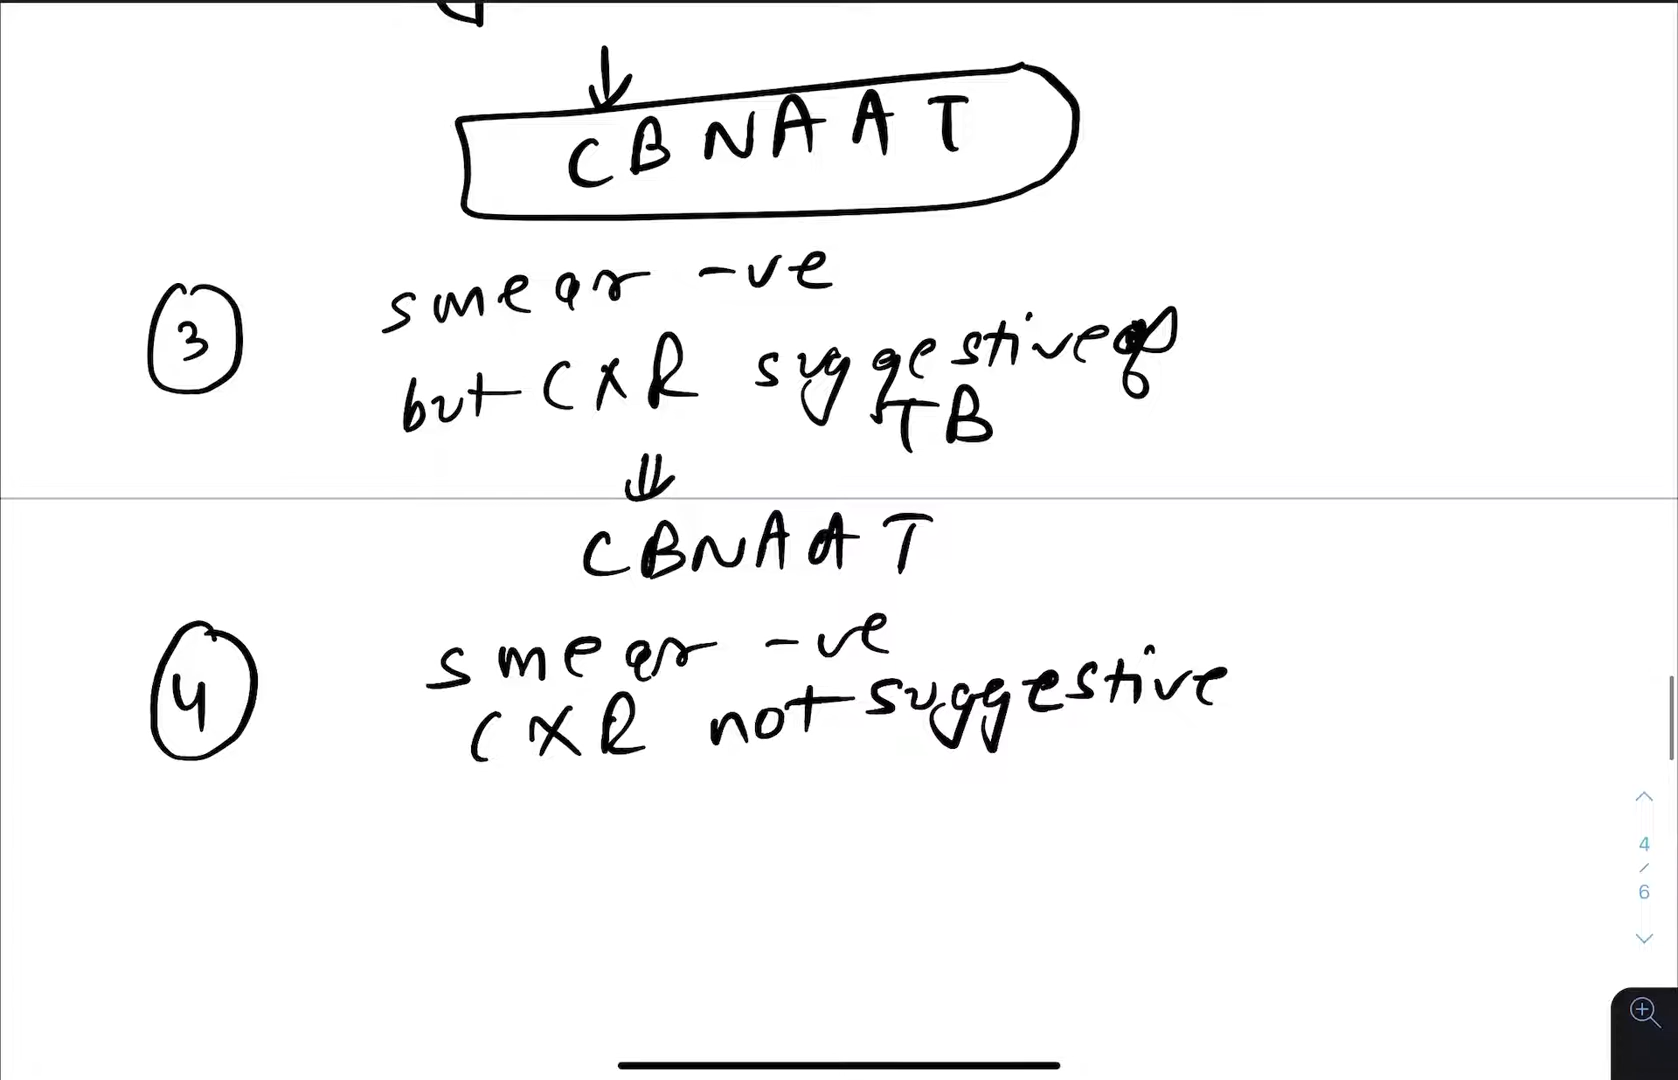 CBNAAT
3
smear -ve
but CXR suggestive of
TB
CBNAAT
4
smear -ve
CXR not suggestive
4
/
6